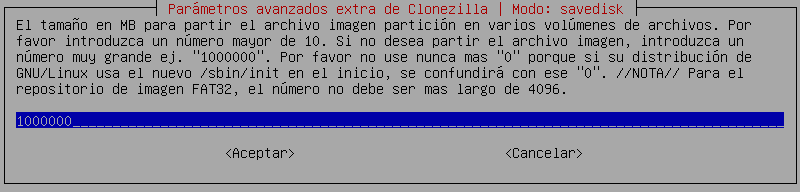 Parámetros avanzados extra de Clonezilla | Modo: savedisk
El tamaño en MB para partir el archivo imagen partición en varios volúmenes de archivos. Por
favor introduzca un número mayor de 10. Si no desea partir el archivo imagen, introduzca un
número muy grande ej. "1000000". Por favor no use nunca mas "0" porque si su distribución de
GNU/Linux usa el nuevo /sbin/init en el inicio, se confundirá con ese "0". //NOTA// Para el
repositorio de imagen FAT32, el número no debe ser mas largo de 4096.
1000000
<Aceptar> <Cancelar>